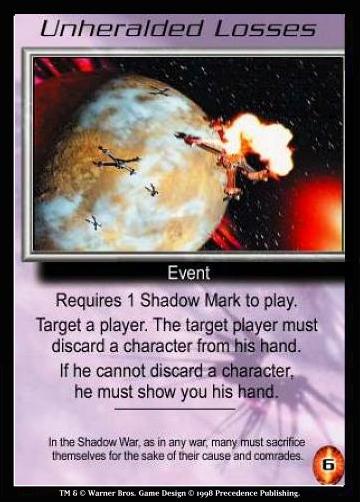 Unheralded Losses
Event
Requires 1 Shadow Mark to play.
Target a player. The target player must
discard a character from his hand.
If he cannot discard a character,
he must show you his hand.
In the Shadow War, as in any war, many must sacrifice
themselves for the sake of their cause and comrades.
6
TM & © Warner Bros. Game Design © 1998 Precedence Publishing.